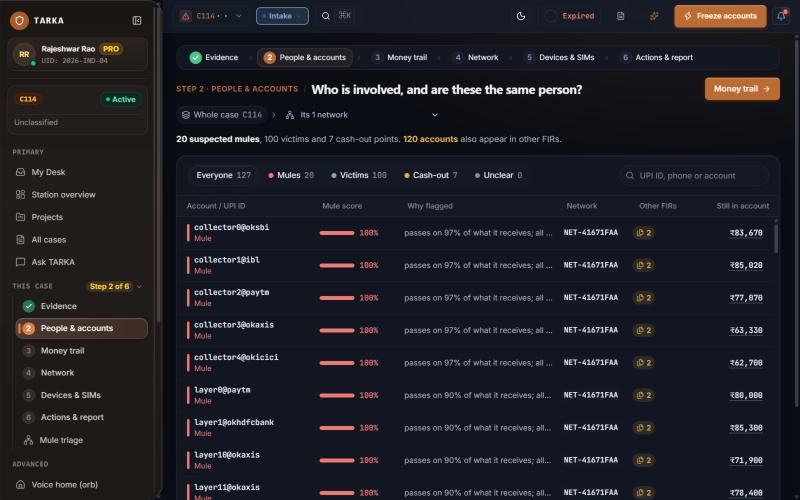 TARKA
RR
Rajeshwar Rao PRO
UID: 2026-IND-04
C114 Active
Unclassified
PRIMARY
My Desk
Station overview
Projects
All cases
Ask TARKA
THIS CASE Step 2 of 6
Evidence
2 People & accounts
3 Money trail
4 Network
5 Devices & SIMs
6 Actions & report
Mule triage
ADVANCED
Voice home (orb)
C114 · · Intake ⌘K Expired Freeze accounts
Evidence 2 People & accounts 3 Money trail 4 Network 5 Devices & SIMs 6 Actions & report
STEP 2 · PEOPLE & ACCOUNTS / Who is involved, and are these the same person? Money trail →
Whole case C114 > Its 1 network
20 suspected mules, 100 victims and 7 cash-out points. 120 accounts also appear in other FIRs.
Everyone 127 Mules 20 Victims 100 Cash-out 7 Unclear 0 UPI ID, phone or account
Account / UPI ID Mule score Why flagged Network Other FIRs Still in account
collector0@oksbi 100% passes on 97% of what it receives; all ... NET-41671FAA 2 ₹83,670
Mule
collector1@ibl 100% passes on 97% of what it receives; all ... NET-41671FAA 2 ₹85,020
Mule
collector2@paytm 100% passes on 97% of what it receives; all ... NET-41671FAA 2 ₹77,070
Mule
collector3@okaxis 100% passes on 97% of what it receives; all ... NET-41671FAA 2 ₹63,330
Mule
collector4@okicici 100% passes on 97% of what it receives; all ... NET-41671FAA 2 ₹62,700
Mule
layer0@paytm 100% passes on 90% of what it receives; all... NET-41671FAA 2 ₹80,000
Mule
layer1@okhdfcbank 100% passes on 90% of what it receives; all... NET-41671FAA 2 ₹85,300
Mule
layer10@okaxis 100% passes on 90% of what it receives; all... NET-41671FAA 2 ₹71,900
Mule
layer11@okaxis 100% passes on 90% of what it receives; all... NET-41671FAA 2 ₹78,400
Mule